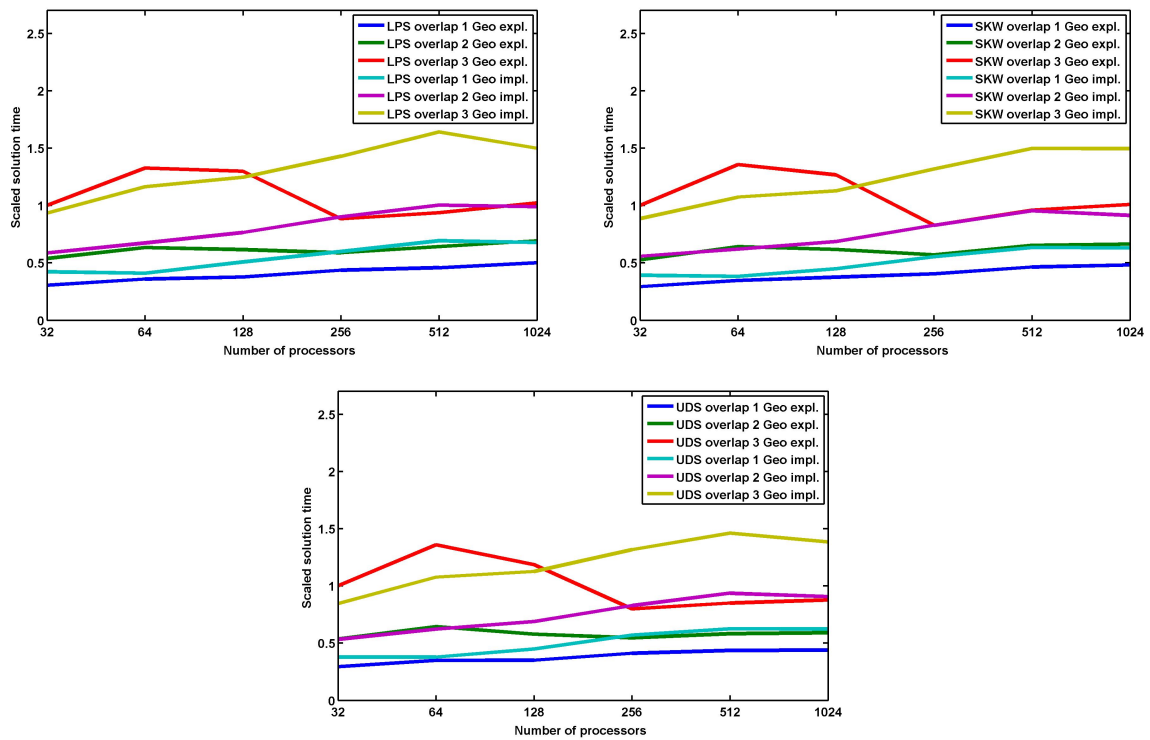 2.5
2
1.5
1
0.5
0
Scaled solution time
LPS overlap 1 Geo expl.
LPS overlap 2 Geo expl.
LPS overlap 3 Geo expl.
LPS overlap 1 Geo impl.
LPS overlap 2 Geo impl.
LPS overlap 3 Geo impl.
32 64 128 256 512 1024
Number of processors
2.5
2
1.5
1
0.5
0
Scaled solution time
SKW overlap 1 Geo expl.
SKW overlap 2 Geo expl.
SKW overlap 3 Geo expl.
SKW overlap 1 Geo impl.
SKW overlap 2 Geo impl.
SKW overlap 3 Geo impl.
32 64 128 256 512 1024
Number of processors
2.5
2
1.5
1
0.5
0
Scaled solution time
UDS overlap 1 Geo expl.
UDS overlap 2 Geo expl.
UDS overlap 3 Geo expl.
UDS overlap 1 Geo impl.
UDS overlap 2 Geo impl.
UDS overlap 3 Geo impl.
32 64 128 256 512 1024
Number of processors